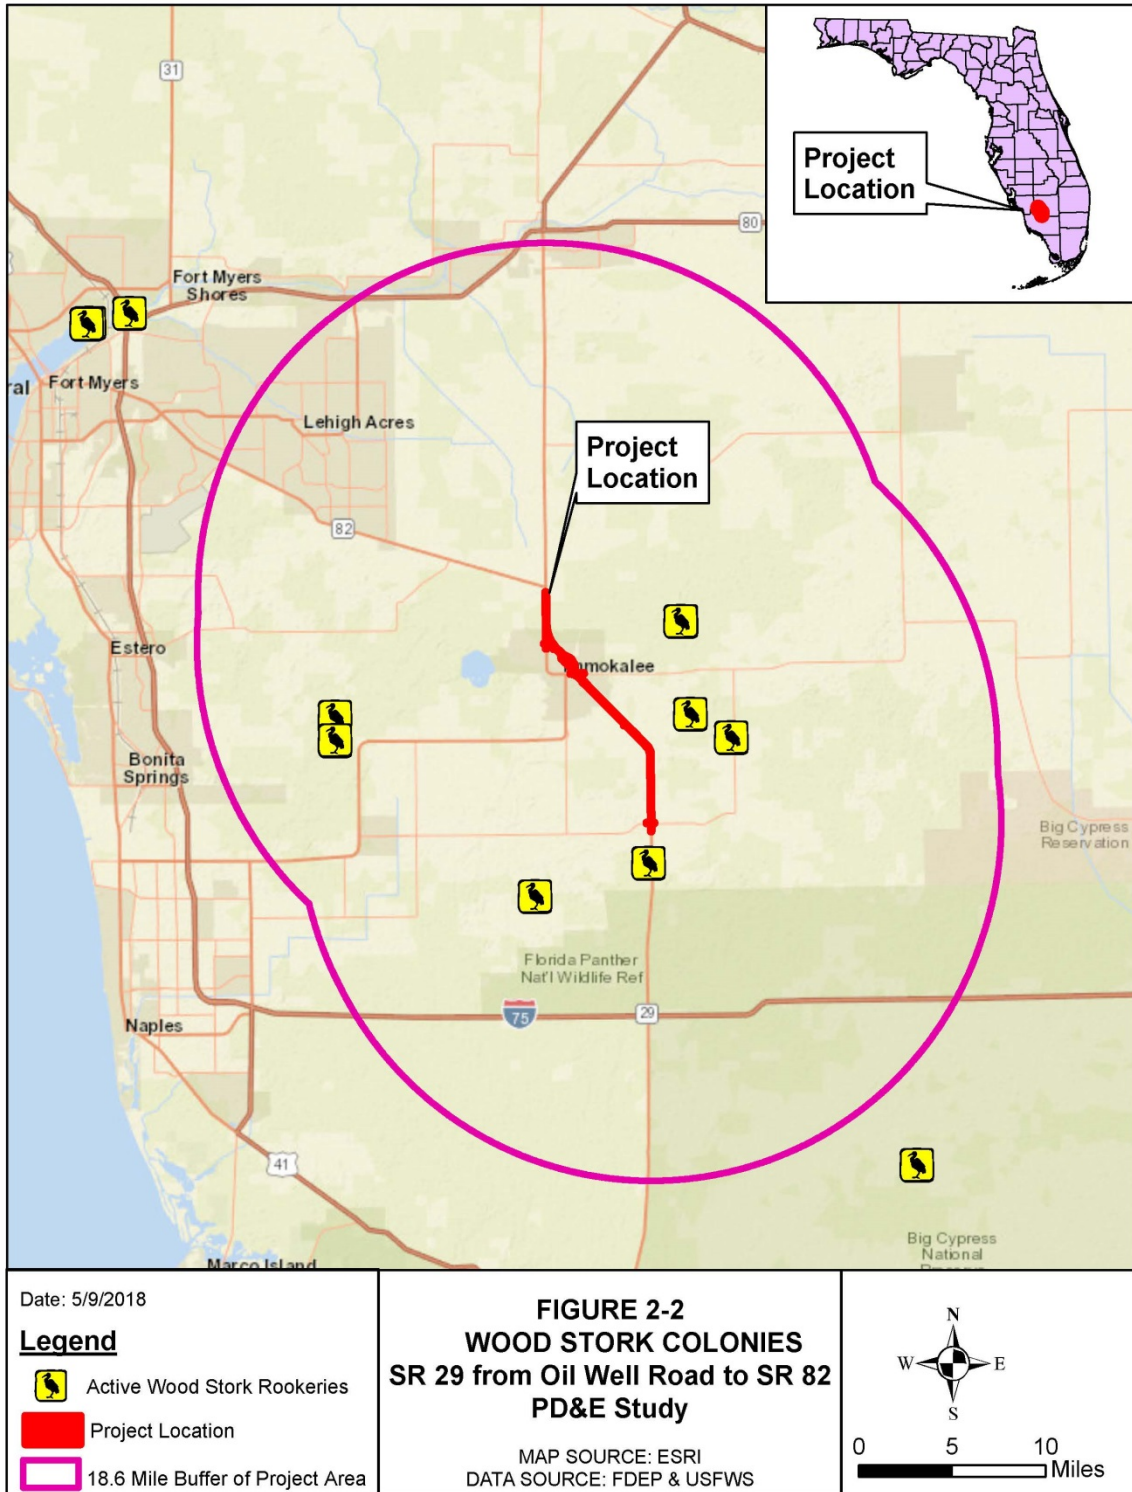 31
Project
Location
80
Fort Myers
Shores
ral
Fort Myers
Lehigh Acres
Project
Location
82
Estero
mmokalee
Bonita
Springs
Big Cypress
Reservation
Florida Panther
Nat'l Wildlife Ref
75
29
Naples
41
Big Cypress
National
Marco Island
Date: 5/9/2018
Legend
Active Wood Stork Rookeries
Project Location
18.6 Mile Buffer of Project Area
FIGURE 2-2
WOOD STORK COLONIES
SR 29 from Oil Well Road to SR 82
PD&E Study
MAP SOURCE: ESRI
DATA SOURCE: FDEP & USFWS
N
W E
S
0 5 10
Miles